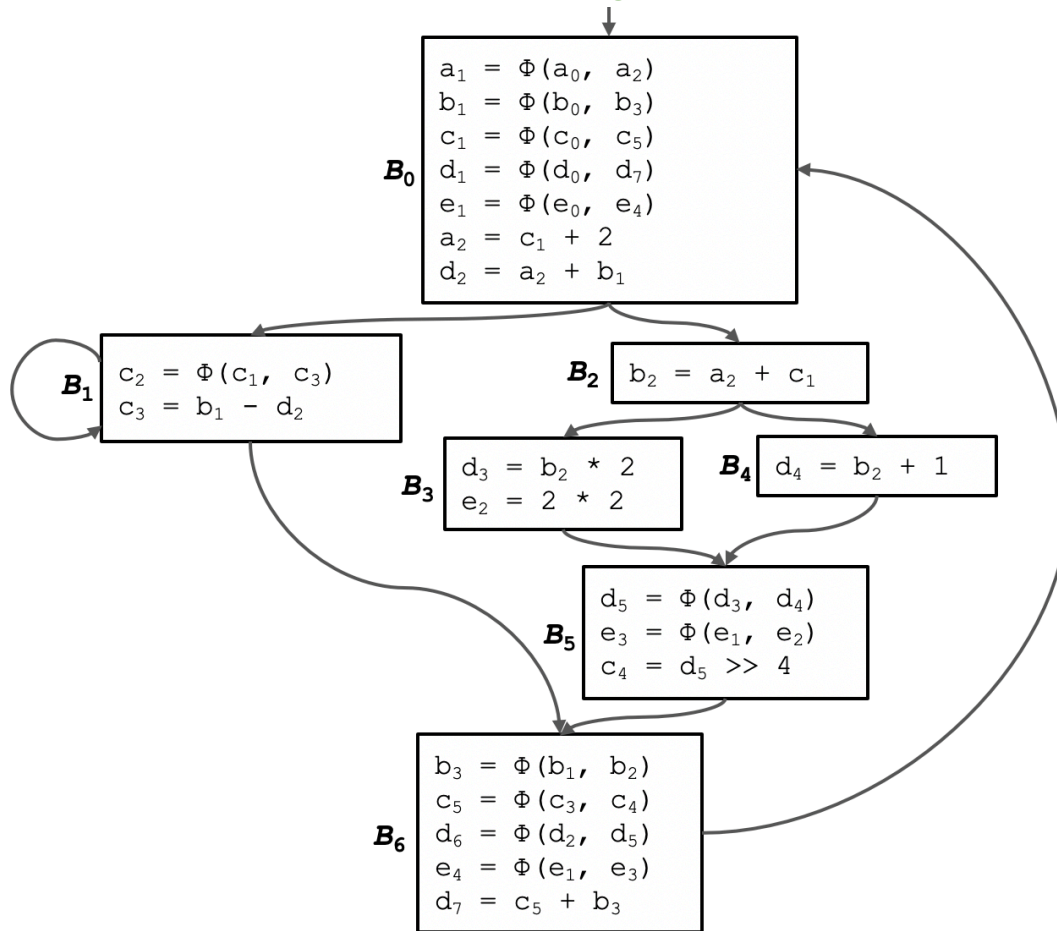 B₀
a₁ = Φ(a₀, a₂)
b₁ = Φ(b₀, b₃)
c₁ = Φ(c₀, c₅)
d₁ = Φ(d₀, d₇)
e₁ = Φ(e₀, e₄)
a₂ = c₁ + 2
d₂ = a₂ + b₁
B₁
c₂ = Φ(c₁, c₃)
c₃ = b₁ - d₂
B₂
b₂ = a₂ + c₁
B₃
d₃ = b₂ * 2
e₂ = 2 * 2
B₄
d₄ = b₂ + 1
B₅
d₅ = Φ(d₃, d₄)
e₃ = Φ(e₁, e₂)
c₄ = d₅ >> 4
B₆
b₃ = Φ(b₁, b₂)
c₅ = Φ(c₃, c₄)
d₆ = Φ(d₂, d₅)
e₄ = Φ(e₁, e₃)
d₇ = c₅ + b₃